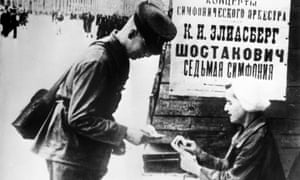 КОНЦЕРТЫ
СИМФОНИЧЕСКОГО ОРКЕСТРА
К. И. ЭЛИАСБЕРГ
ШОСТАКОВИЧ
СЕДЬМАЯ СИМФОНИЯ